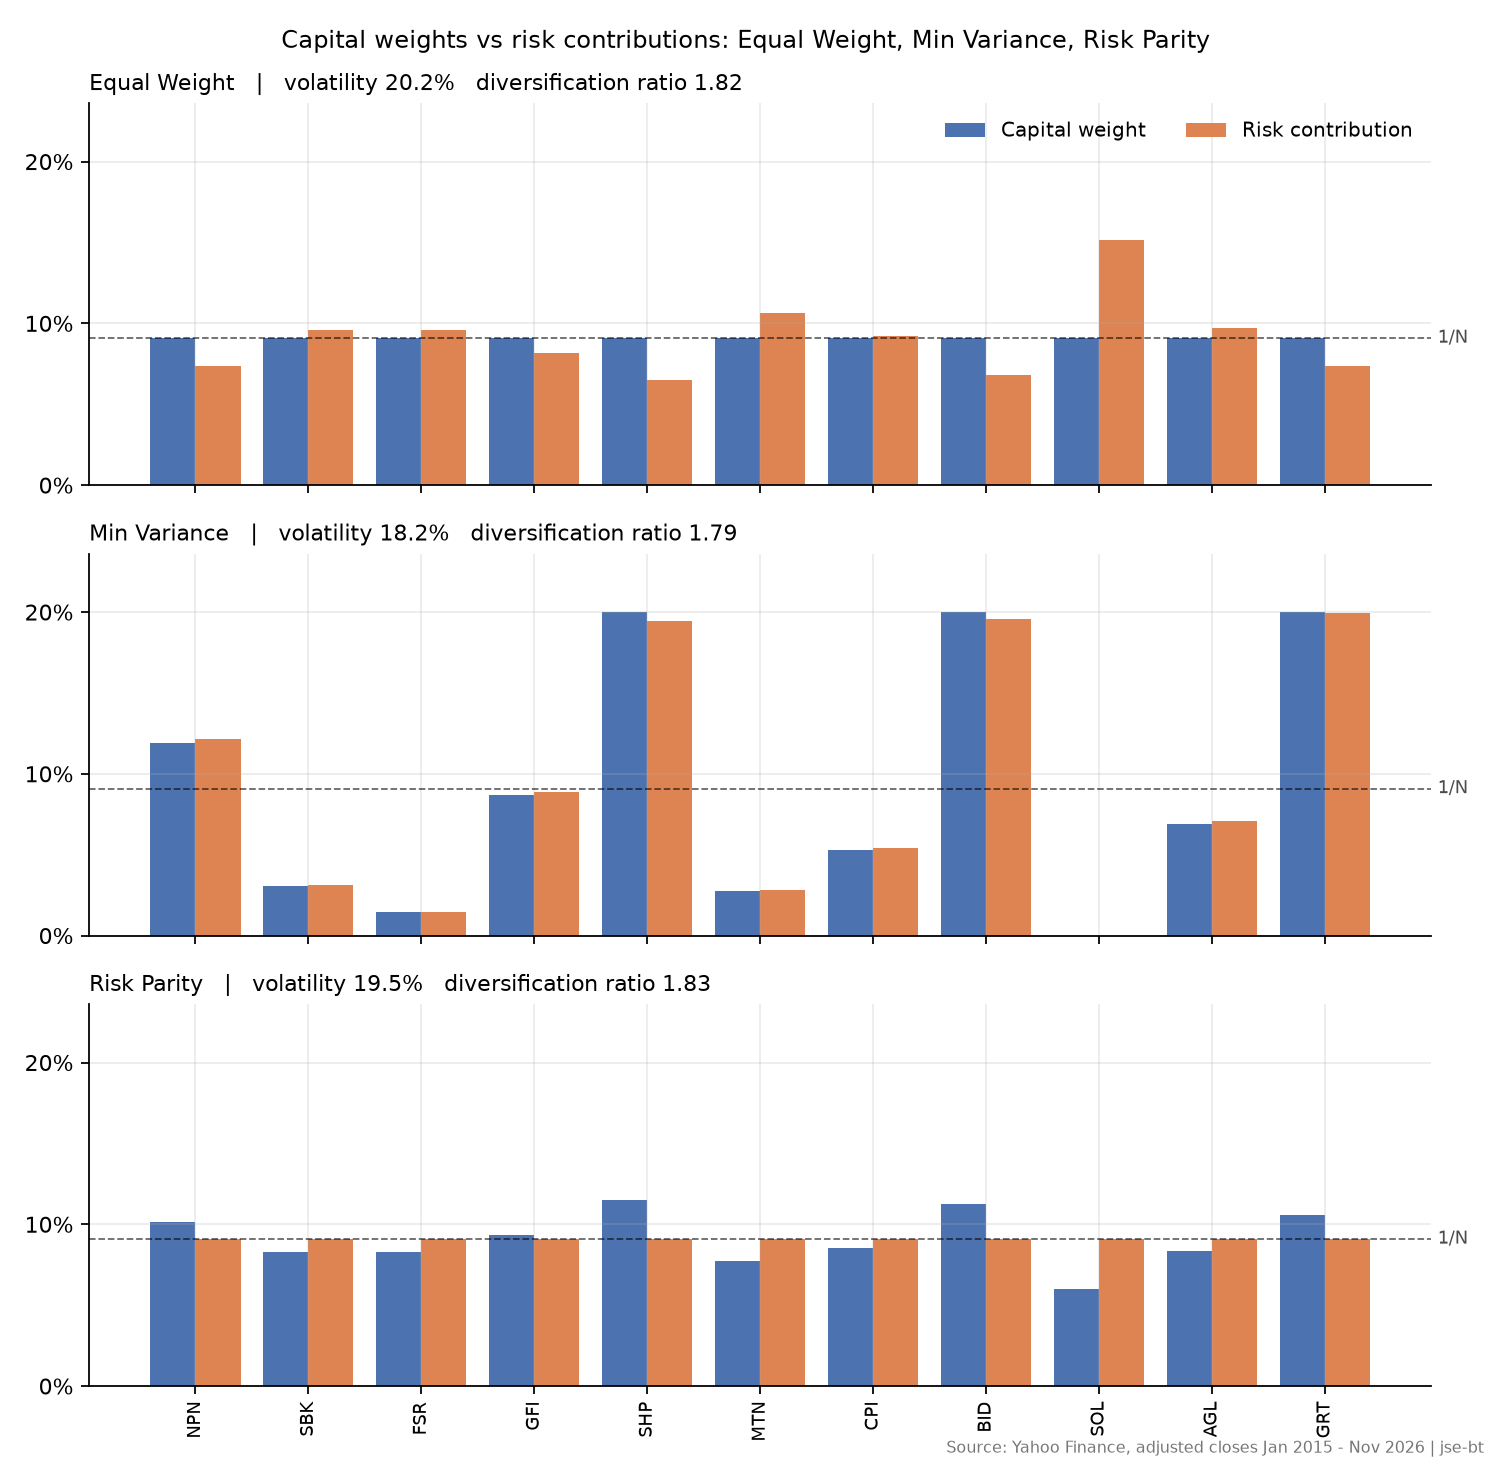 Capital weights vs risk contributions: Equal Weight, Min Variance, Risk Parity
Equal Weight | volatility 20.2% diversification ratio 1.82
Capital weight Risk contribution
20%
10%
1/N
0%
Min Variance | volatility 18.2% diversification ratio 1.79
20%
10%
1/N
0%
Risk Parity | volatility 19.5% diversification ratio 1.83
20%
10%
1/N
0%
NPN SBK FSR GFI SHP MTN CPI BID SOL AGL GRT
Source: Yahoo Finance, adjusted closes Jan 2015 - Nov 2026 | jse-bt